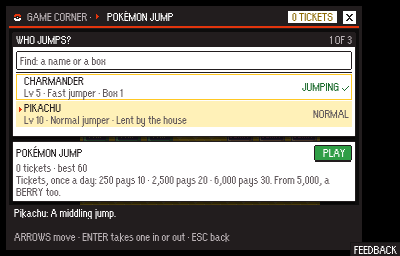 GAME CORNER · POKÉMON JUMP 0 TICKETS X
WHO JUMPS? 1 OF 3
Find: a name or a box
CHARMANDER
Lv 5 · Fast jumper · Box 1 JUMPING ✓
PIKACHU
Lv 10 · Normal jumper · Lent by the house NORMAL
POKÉMON JUMP PLAY
0 tickets · best 60
Tickets, once a day: 250 pays 10 · 2,500 pays 20 · 6,000 pays 30. From 5,000, a
BERRY too.
Pikachu: A middling jump.
ARROWS move · ENTER takes one in or out · ESC back
FEEDBACK